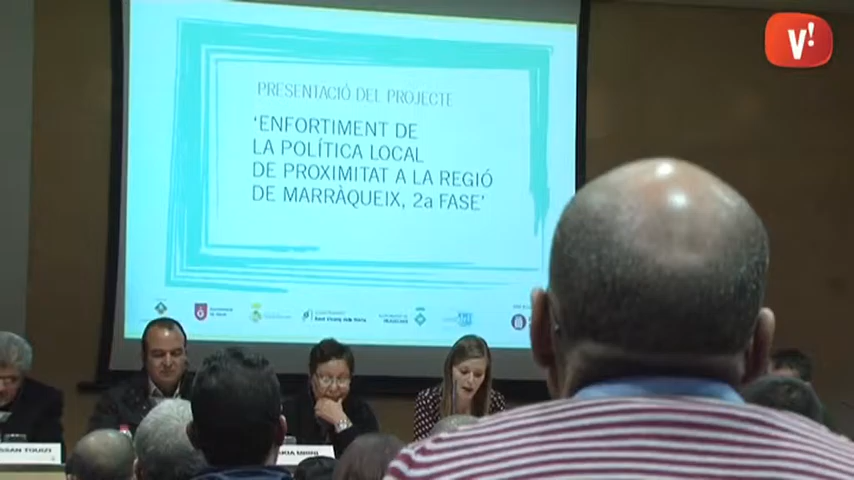 V!
PRESENTACIÓ DEL PROJECTE
'ENFORTIMENT DE
LA POLÍTICA LOCAL
DE PROXIMITAT A LA REGIÓ
DE MARRÀQUEIX, 2a FASE'